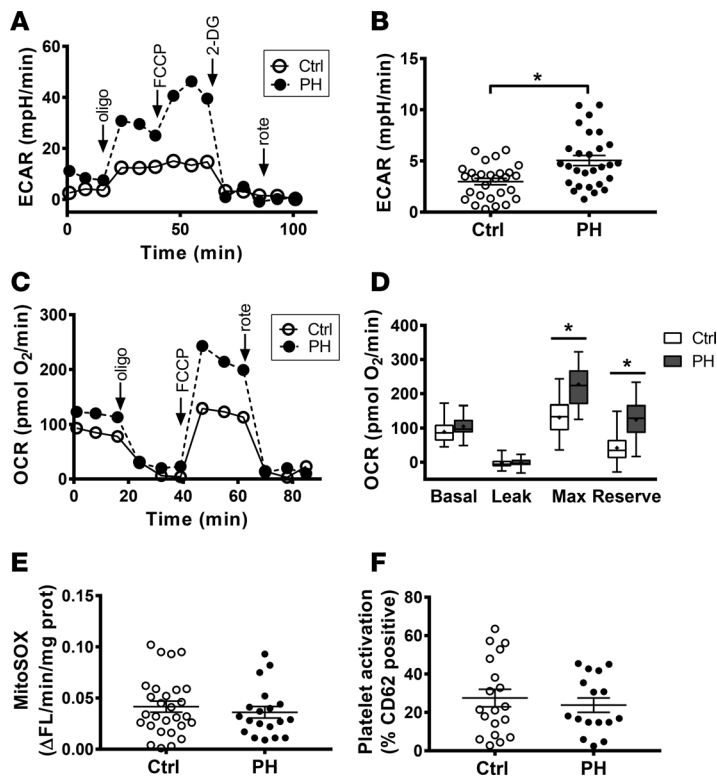 A
ECAR (mpH/min)
60
40
20
0
oligo
FCCP
2-DG
rote
Ctrl
PH
0
50
100
Time (min)
B
ECAR (mpH/min)
15
10
5
0
*
Ctrl
PH
C
OCR (pmol O₂/min)
300
200
100
0
oligo
FCCP
rote
Ctrl
PH
0
20
40
60
80
Time (min)
D
OCR (pmol O₂/min)
400
300
200
100
0
*
*
Ctrl
PH
Basal
Leak
Max
Reserve
E
MitoSOX
(ΔFL/min/mg prot)
0.15
0.10
0.05
0.00
Ctrl
PH
F
Platelet activation
(% CD62 positive)
80
60
40
20
0
Ctrl
PH